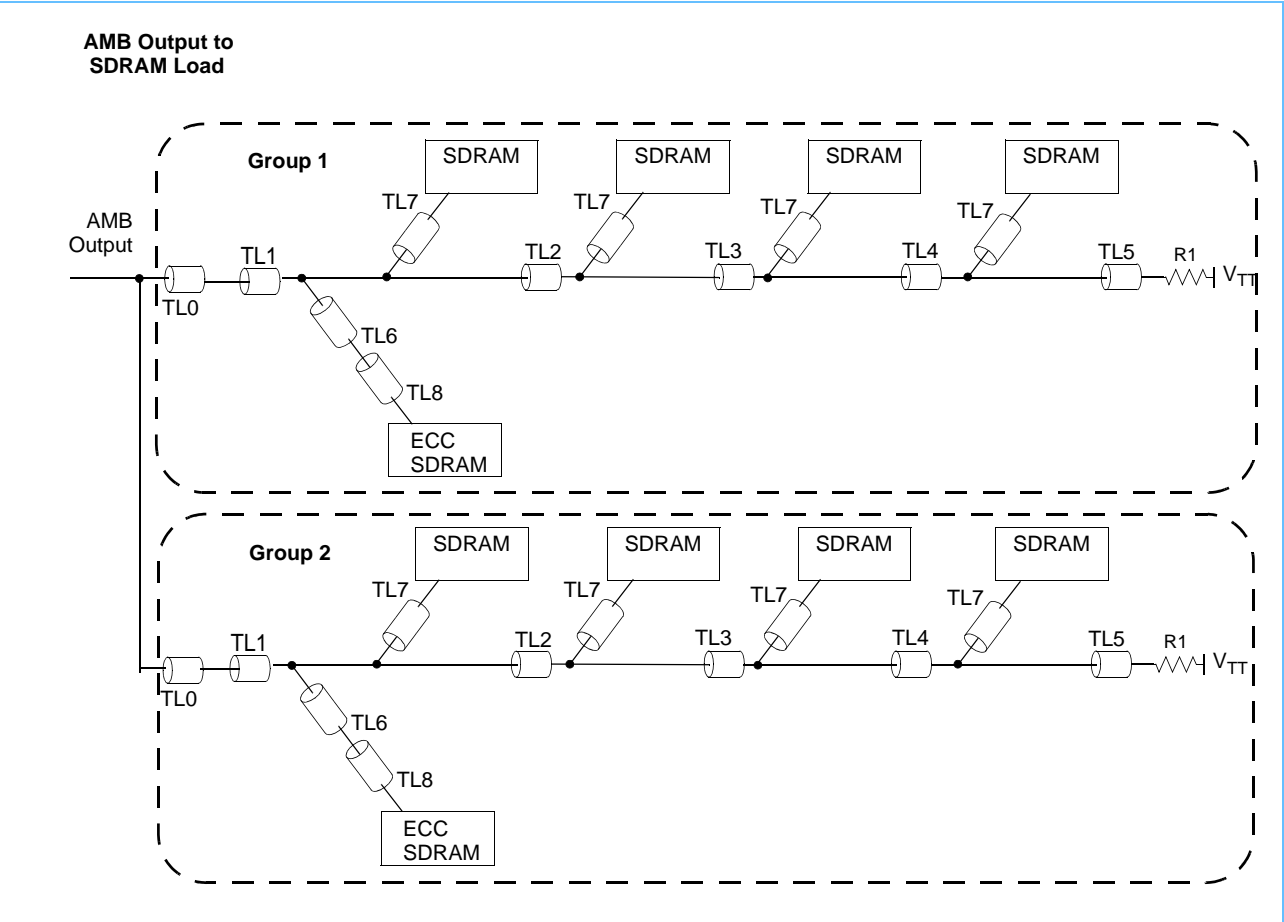 AMB Output to
SDRAM Load
Group 1
SDRAM
SDRAM
SDRAM
SDRAM
TL7
TL7
TL7
TL7
AMB
Output
TL1
TL2
TL3
TL4
TL5
R1
VTT
TL0
TL6
TL8
ECC
SDRAM
Group 2
SDRAM
SDRAM
SDRAM
SDRAM
TL7
TL7
TL7
TL7
TL1
TL2
TL3
TL4
TL5
R1
VTT
TL0
TL6
TL8
ECC
SDRAM